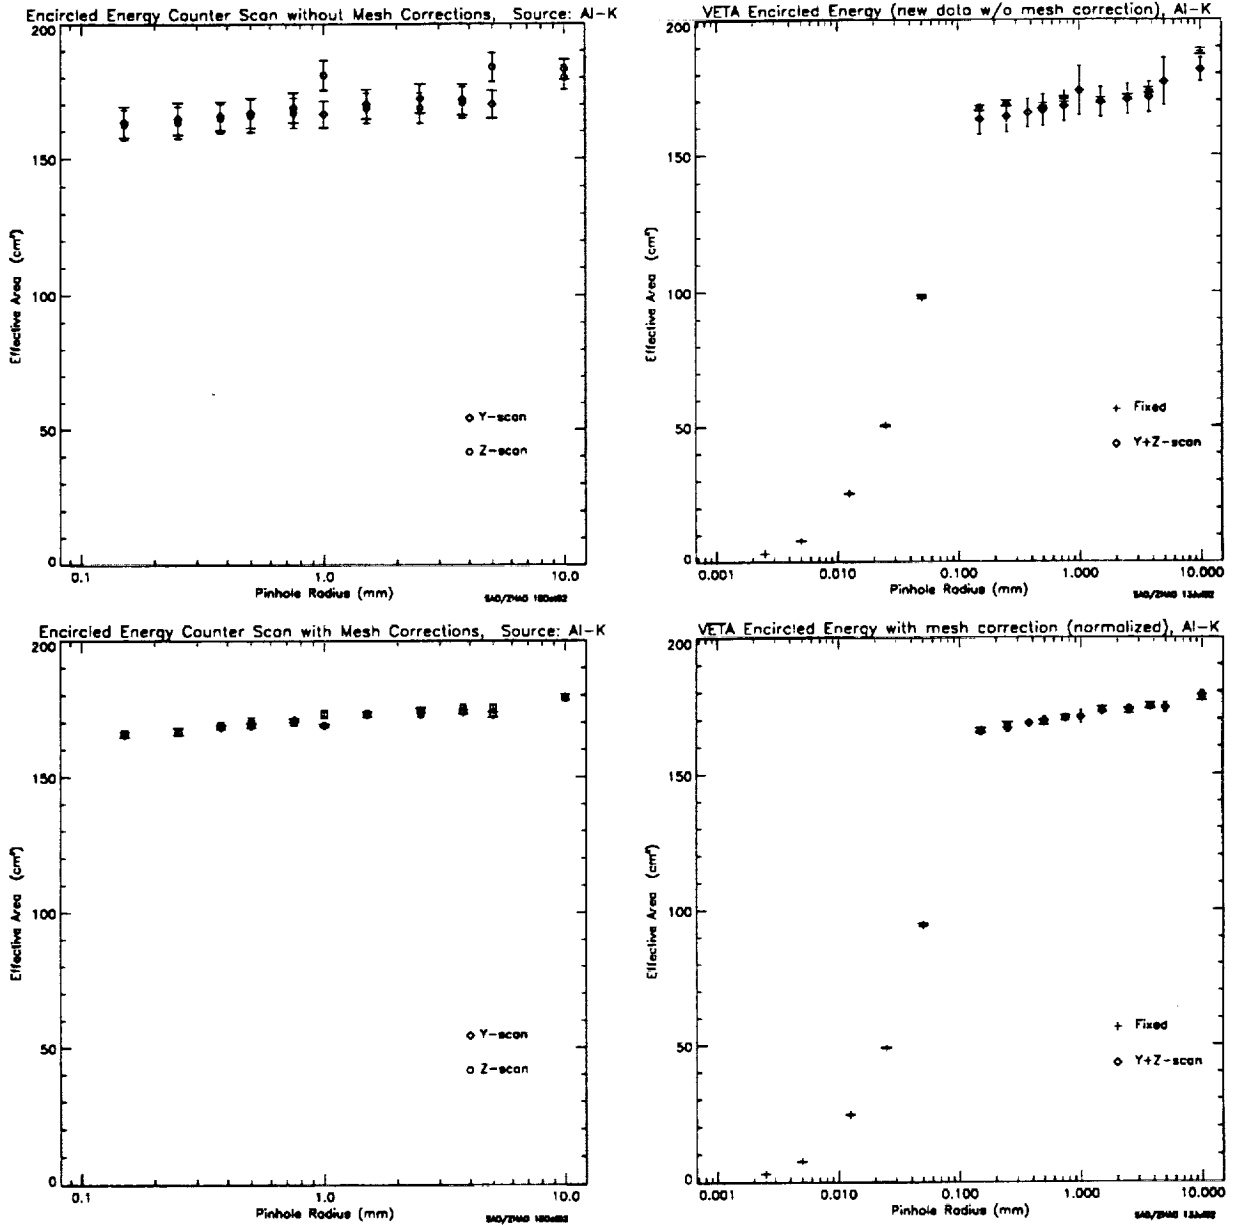 Encircled Energy Counter Scan without Mesh Corrections, Source: Al-K
200
150
100
50
0
Effective Area (cm²)
Y-scan
Z-scan
0.1
1.0
10.0
Pinhole Radius (mm)
VETA Encircled Energy (new data w/o mesh correction), Al-K
200
150
100
50
0
Effective Area (cm²)
Fixed
Y+Z-scan
0.001
0.010
0.100
1.000
10.000
Pinhole Radius (mm)
Encircled Energy Counter Scan with Mesh Corrections, Source: Al-K
200
150
100
50
0
Effective Area (cm²)
Y-scan
Z-scan
0.1
1.0
10.0
Pinhole Radius (mm)
VETA Encircled Energy with mesh correction (normalized), Al-K
200
150
100
50
0
Effective Area (cm²)
Fixed
Y+Z-scan
0.001
0.010
0.100
1.000
10.000
Pinhole Radius (mm)